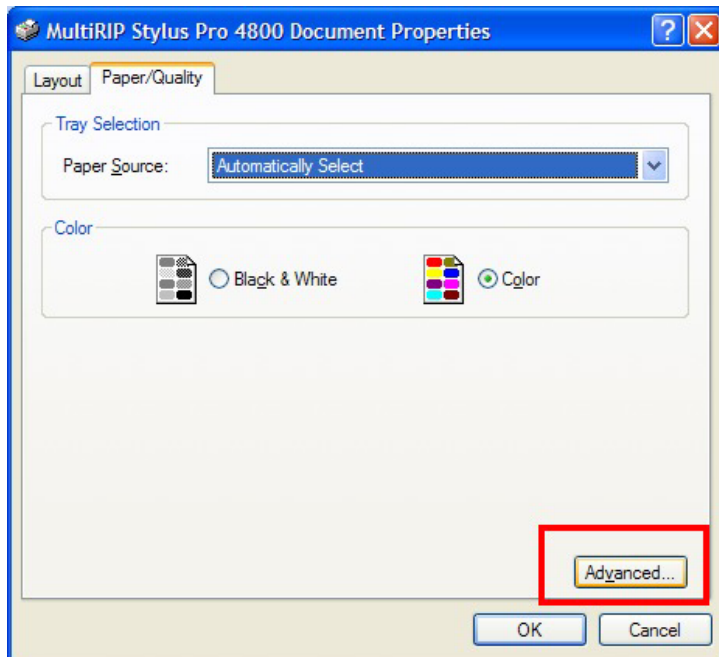 MultiRIP Stylus Pro 4800 Document Properties
Layout Paper/Quality
Tray Selection
Paper Source: Automatically Select
Color
Black & White Color
Advanced...
OK Cancel